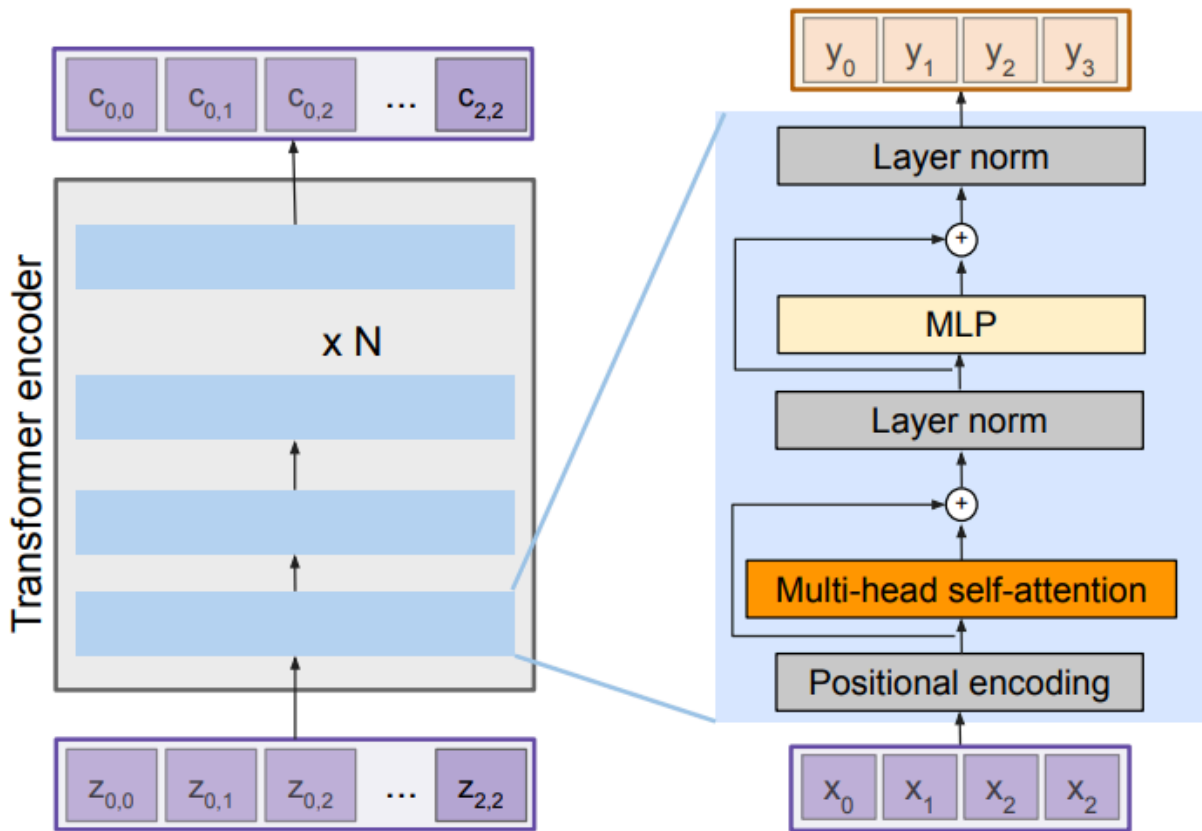 c0,0 c0,1 c0,2 ... c2,2
Transformer encoder
x N
z0,0 z0,1 z0,2 ... z2,2
y0 y1 y2 y3
Layer norm
+
MLP
Layer norm
+
Multi-head self-attention
Positional encoding
x0 x1 x2 x2